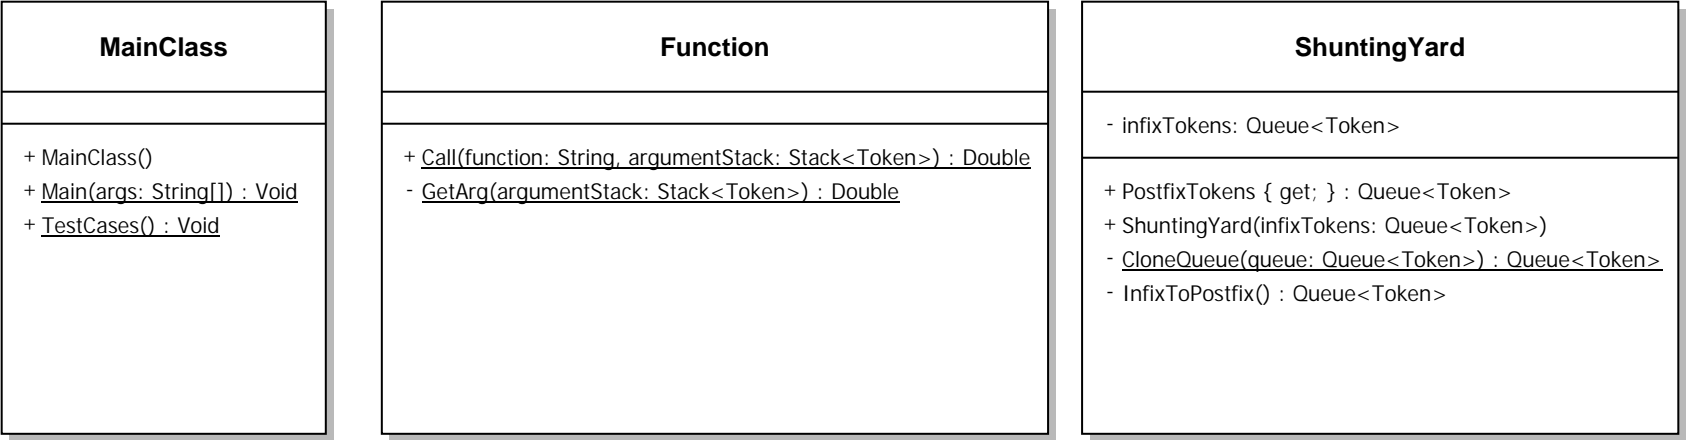 MainClass
+ MainClass()
+ Main(args: String[]) : Void
+ TestCases() : Void
Function
+ Call(function: String, argumentStack: Stack<Token>) : Double
- GetArg(argumentStack: Stack<Token>) : Double
ShuntingYard
- infixTokens: Queue<Token>
+ PostfixTokens { get; } : Queue<Token>
+ ShuntingYard(infixTokens: Queue<Token>)
- CloneQueue(queue: Queue<Token>) : Queue<Token>
- InfixToPostfix() : Queue<Token>